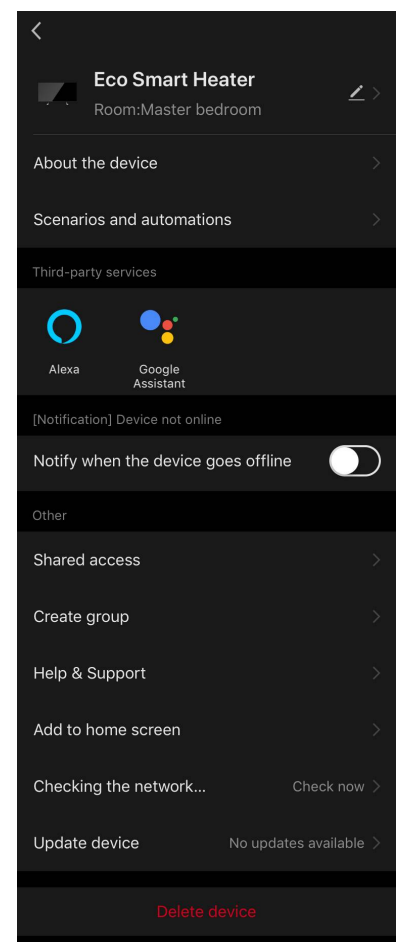 Eco Smart Heater
Room:Master bedroom
About the device
Scenarios and automations
Third-party services
Alexa
Google
Assistant
[Notification] Device not online
Notify when the device goes offline
Other
Shared access
Create group
Help & Support
Add to home screen
Checking the network... Check now
Update device No updates available
Delete device